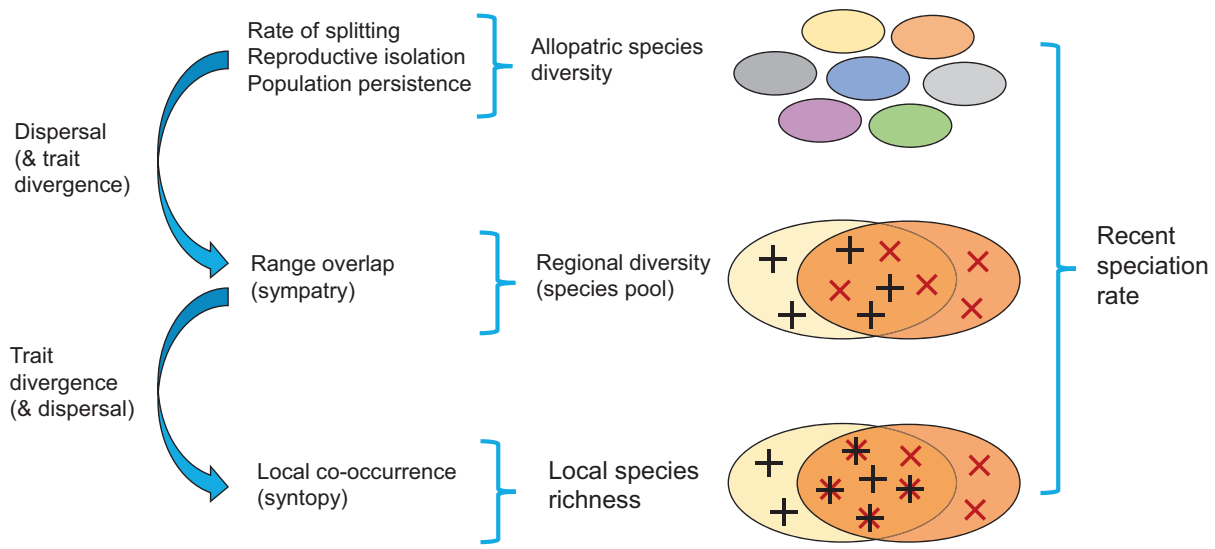 Rate of splitting
Reproductive isolation
Population persistence
Allopatric species
diversity
Dispersal
(& trait
divergence)
Range overlap
(sympatry)
Regional diversity
(species pool)
Recent
speciation
rate
Trait
divergence
(& dispersal)
Local co-occurrence
(syntopy)
Local species
richness